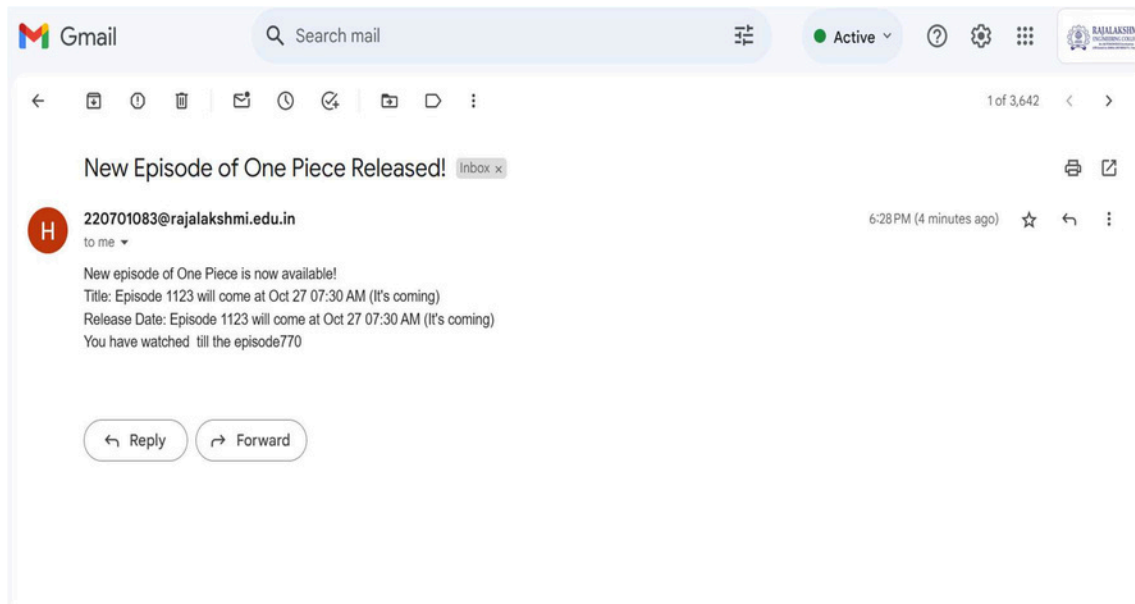 Gmail
Search mail
Active
1 of 3,642
New Episode of One Piece Released!
Inbox x
RAJALAKSHM
ENGINEERING COLLEGE
H
220701083@rajalakshmi.edu.in
6:28 PM (4 minutes ago)
to me
New episode of One Piece is now available!
Title: Episode 1123 will come at Oct 27 07:30 AM (It's coming)
Release Date: Episode 1123 will come at Oct 27 07:30 AM (It's coming)
You have watched till the episode770
Reply
Forward